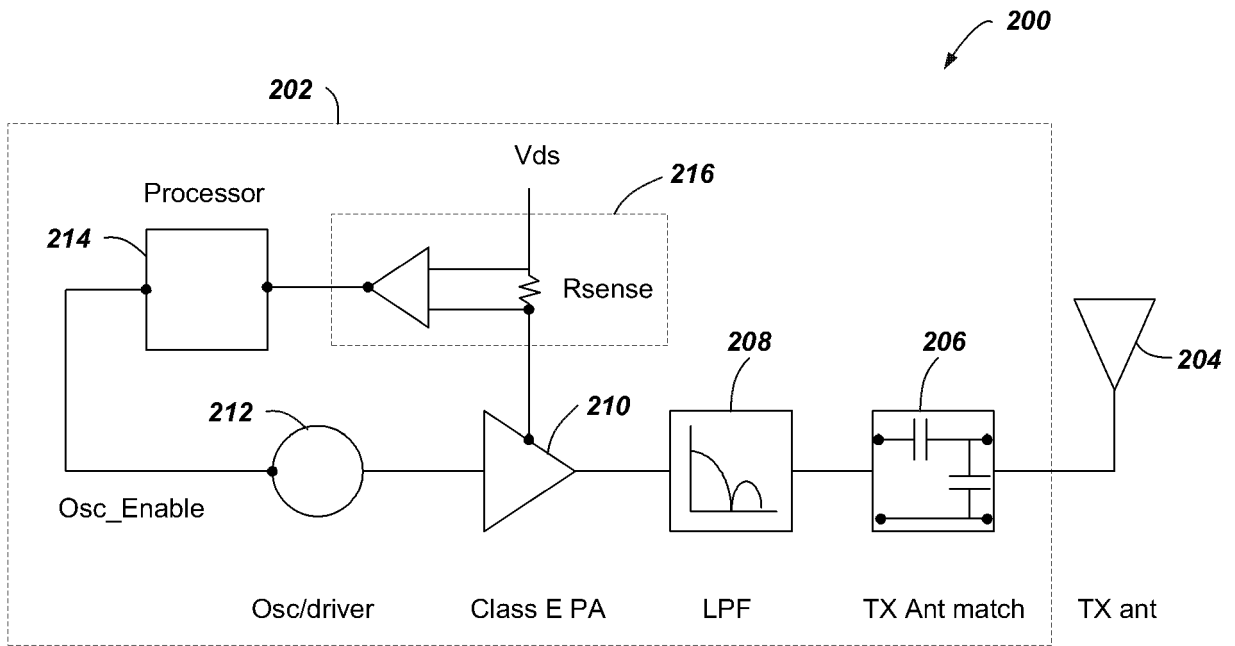 200
202
Vds
216
Processor
214
Rsense
208
206
204
212
210
Osc_Enable
Osc/driver
Class E PA
LPF
TX Ant match
TX ant